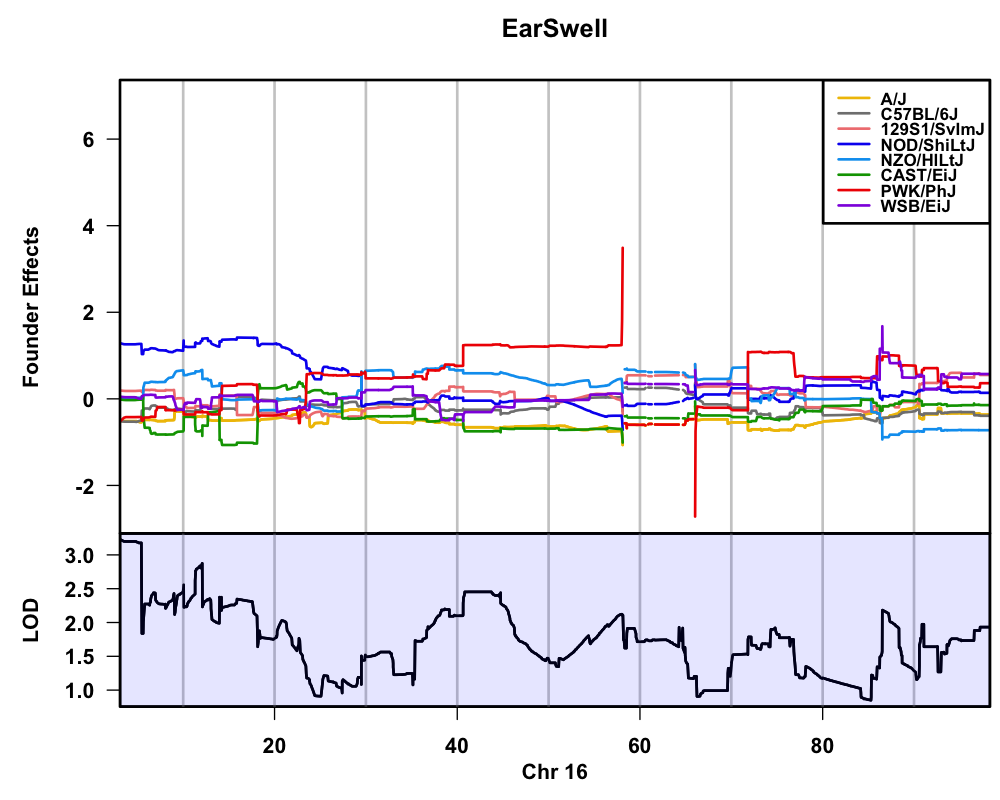 EarSwell
A/J
C57BL/6J
129S1/SvImJ
NOD/ShiLtJ
NZO/HlLtJ
CAST/EiJ
PWK/PhJ
WSB/EiJ
Founder Effects
6
4
2
0
-2
LOD
3.0
2.5
2.0
1.5
1.0
20 40 60 80
Chr 16